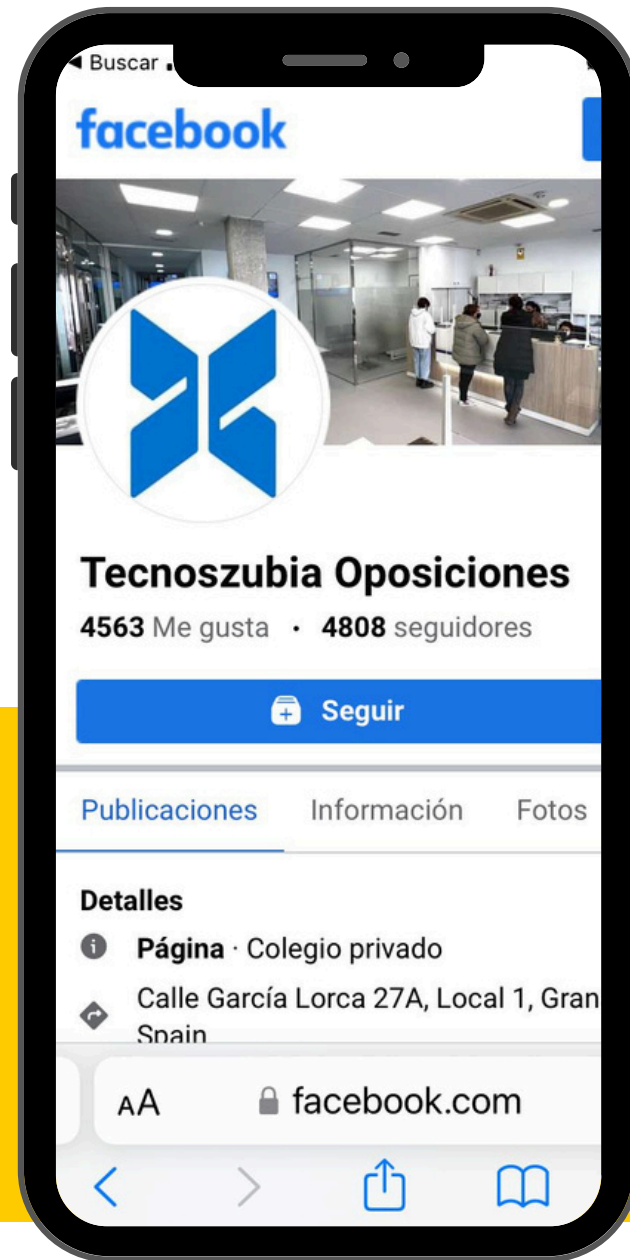 Buscar
facebook
Tecnoszubia Oposiciones
4563 Me gusta · 4808 seguidores
Seguir
Publicaciones Información Fotos
Detalles
Página · Colegio privado
Calle García Lorca 27A, Local 1, Gran
Spain
AA facebook.com